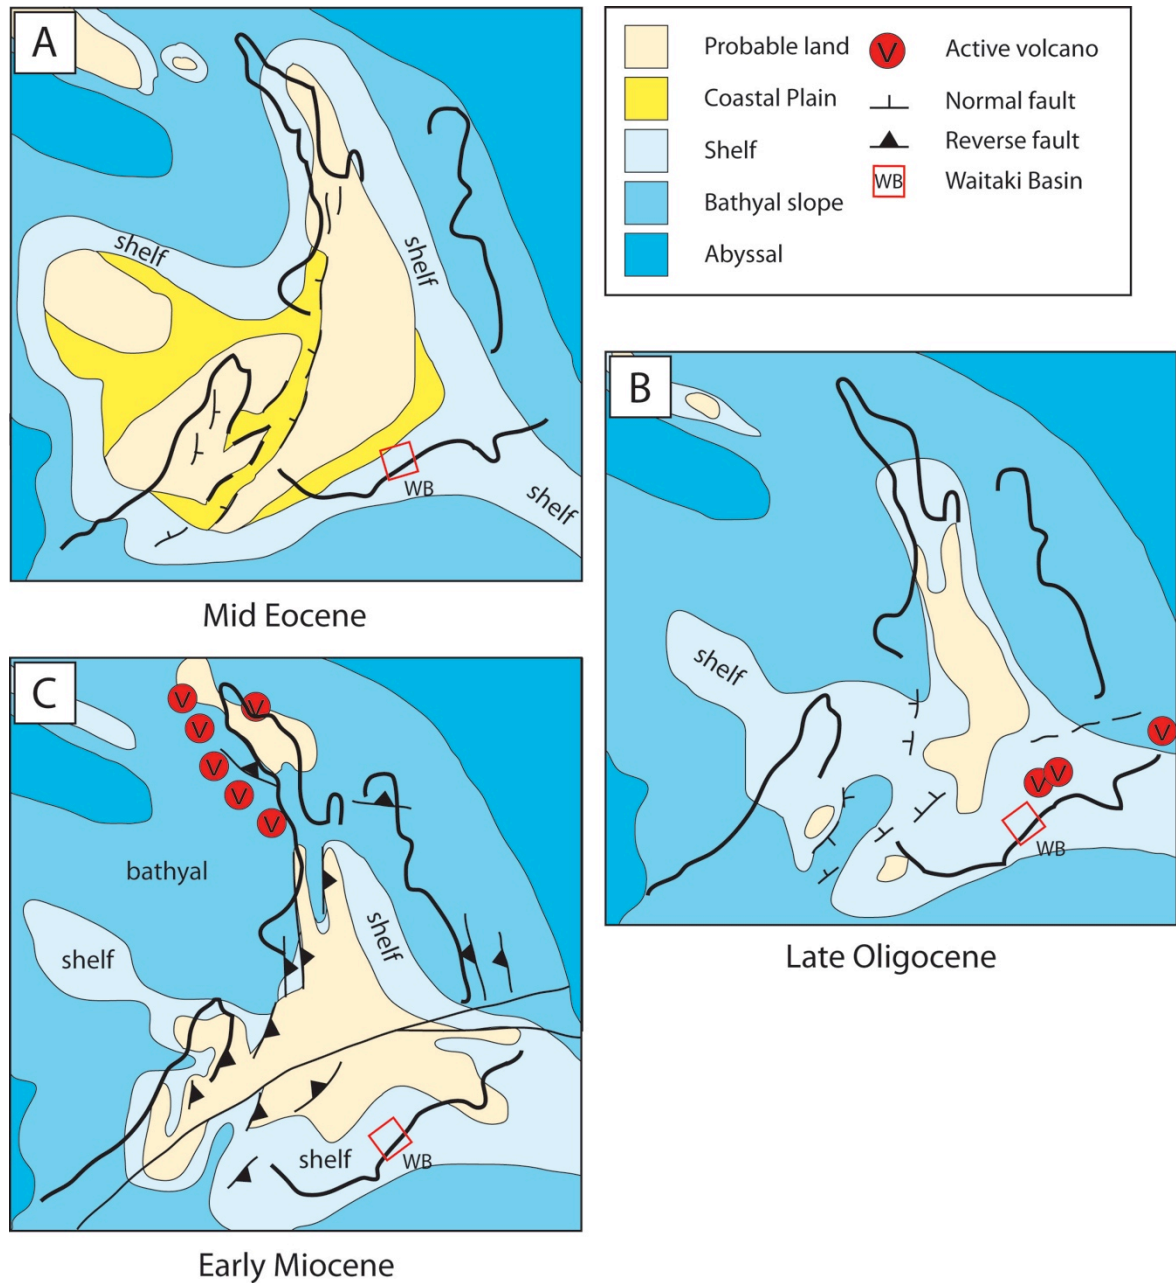 A
shelf
shelf
shelf
WB
Mid Eocene
Probable land
Coastal Plain
Shelf
Bathyal slope
Abyssal
V Active volcano
Normal fault
Reverse fault
WB Waitaki Basin
B
shelf
V
V V
WB
Late Oligocene
C
V V
V
V
V
V
bathyal
shelf
shelf
shelf
WB
Early Miocene